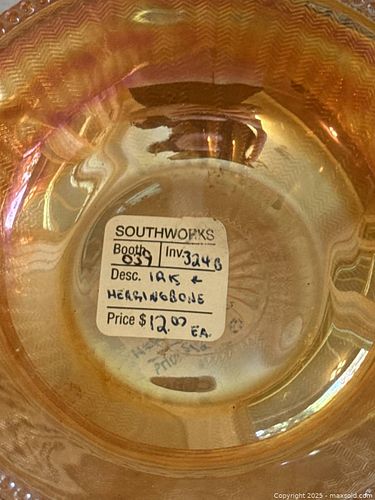 SOUTHWORKS
Booth 039 Inv. 324B
Desc. IRIS &
HERRINGBONE
Price $ 12.00 EA.
Copyright 2025 - maxsold.com